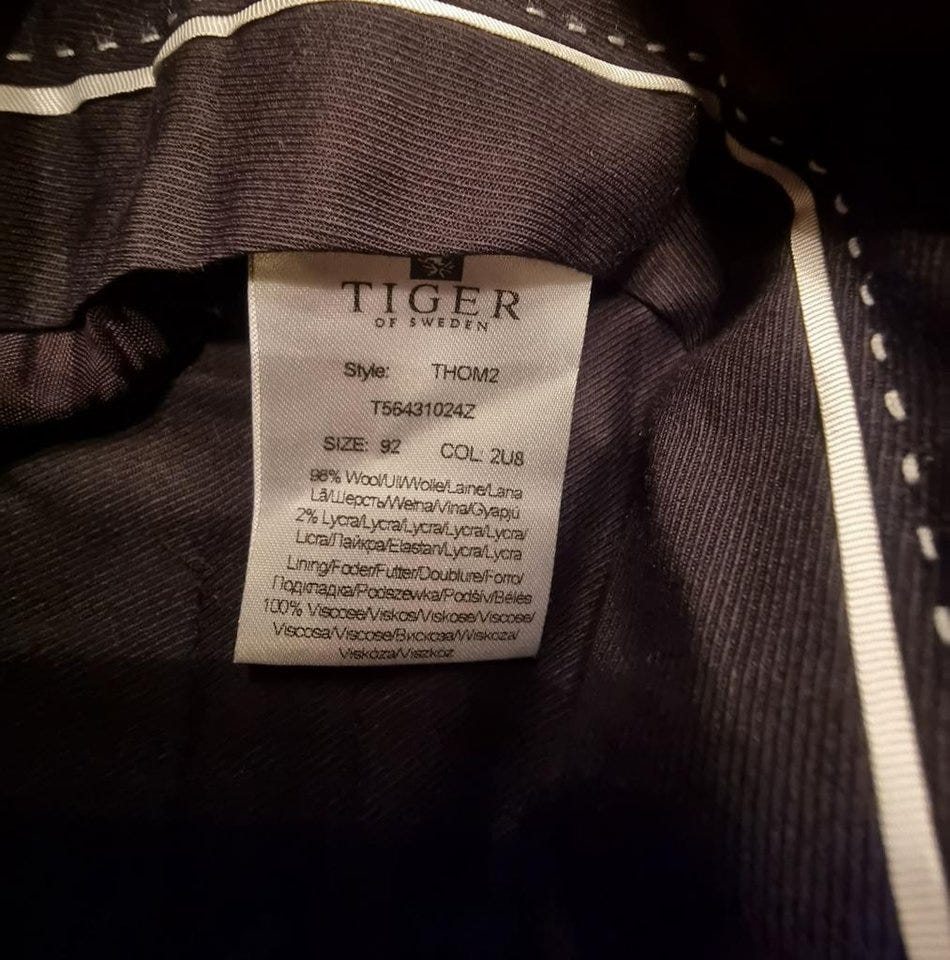 TIGER
OF SWEDEN
Style: THOM2
T56431024Z
SIZE: 92 COL: 2U8
98% Wool/Ull/Wolle/Laine/Lana
Lã/Шерсть/Wełna/Vlna/Gyapjú
2% Lycra/Lycra/Lycra/Lycra/Lycra/
Licra/Лайкра/Elastan/Lycra/Lycra
Lining/Foder/Futter/Doublure/Forro/
Подкладка/Podszewka/Podšív/Bélés
100% Viscose/Viskos/Viskose/Viscose/
Viscosa/Viscose/Вискоза/Wiskoza/
Viskóza/Viszkóz